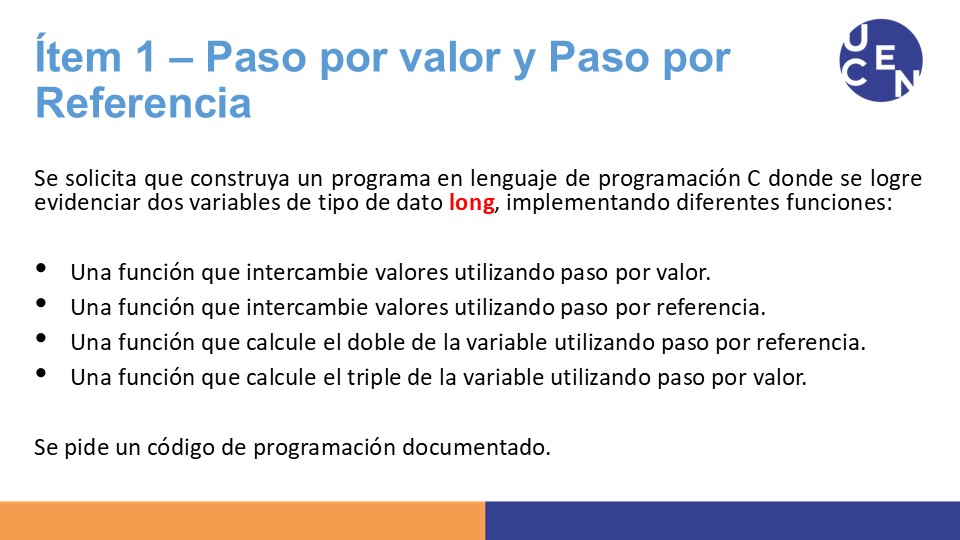 Ítem 1 – Paso por valor y Paso por
Referencia
UCEN
Se solicita que construya un programa en lenguaje de programación C donde se logre
evidenciar dos variables de tipo de dato long, implementando diferentes funciones:
• Una función que intercambie valores utilizando paso por valor.
• Una función que intercambie valores utilizando paso por referencia.
• Una función que calcule el doble de la variable utilizando paso por referencia.
• Una función que calcule el triple de la variable utilizando paso por valor.
Se pide un código de programación documentado.